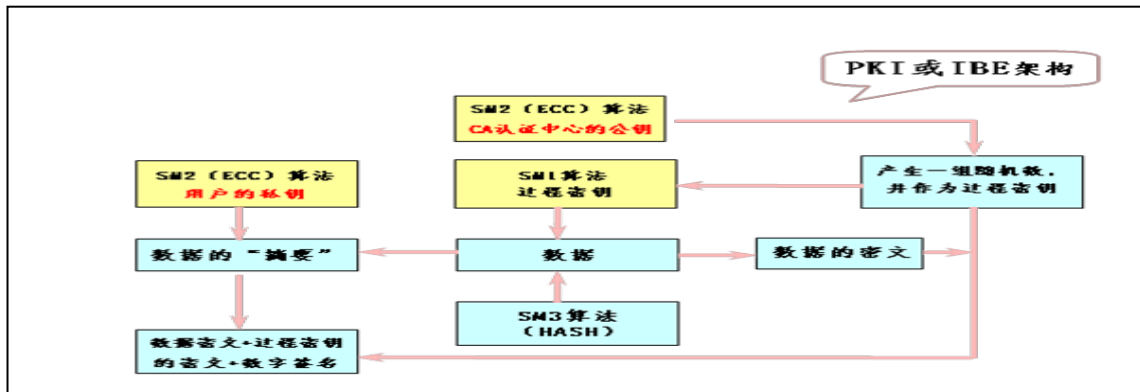 PKI或IBE架构
SM2（ECC）算法
CA认证中心的公钥
SM2（ECC）算法
用户的私钥
SM1算法
过程密钥
产生一组随机数，
并作为过程密钥
数据的“摘要”
数据
数据的密文
SM3算法
（HASH）
数据密文+过程密钥
的密文+数字签名